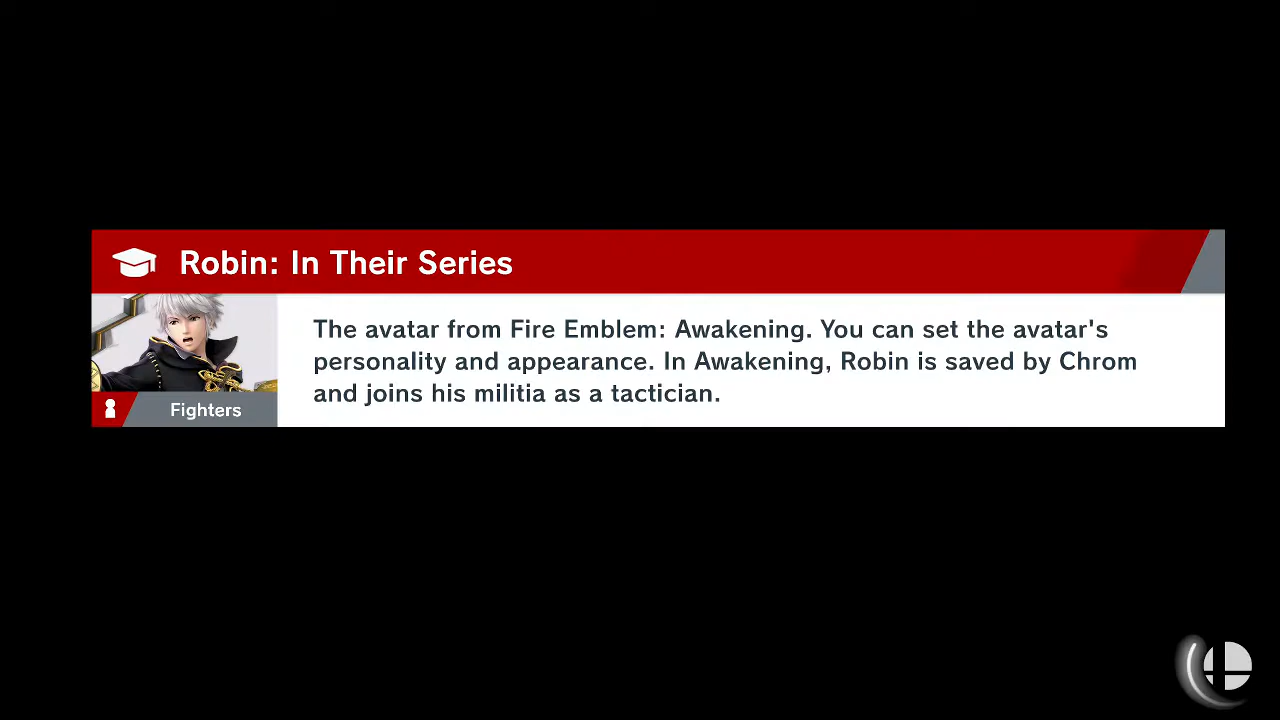 Robin: In Their Series
The avatar from Fire Emblem: Awakening. You can set the avatar's
personality and appearance. In Awakening, Robin is saved by Chrom
and joins his militia as a tactician.
Fighters